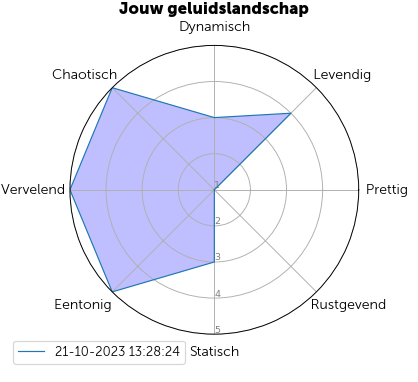 Jouw geluidslandschap
Dynamisch
Chaotisch
Levendig
Vervelend
1
Prettig
2
3
4
Eentonig
Rustgevend
5
21-10-2023 13:28:24
Statisch